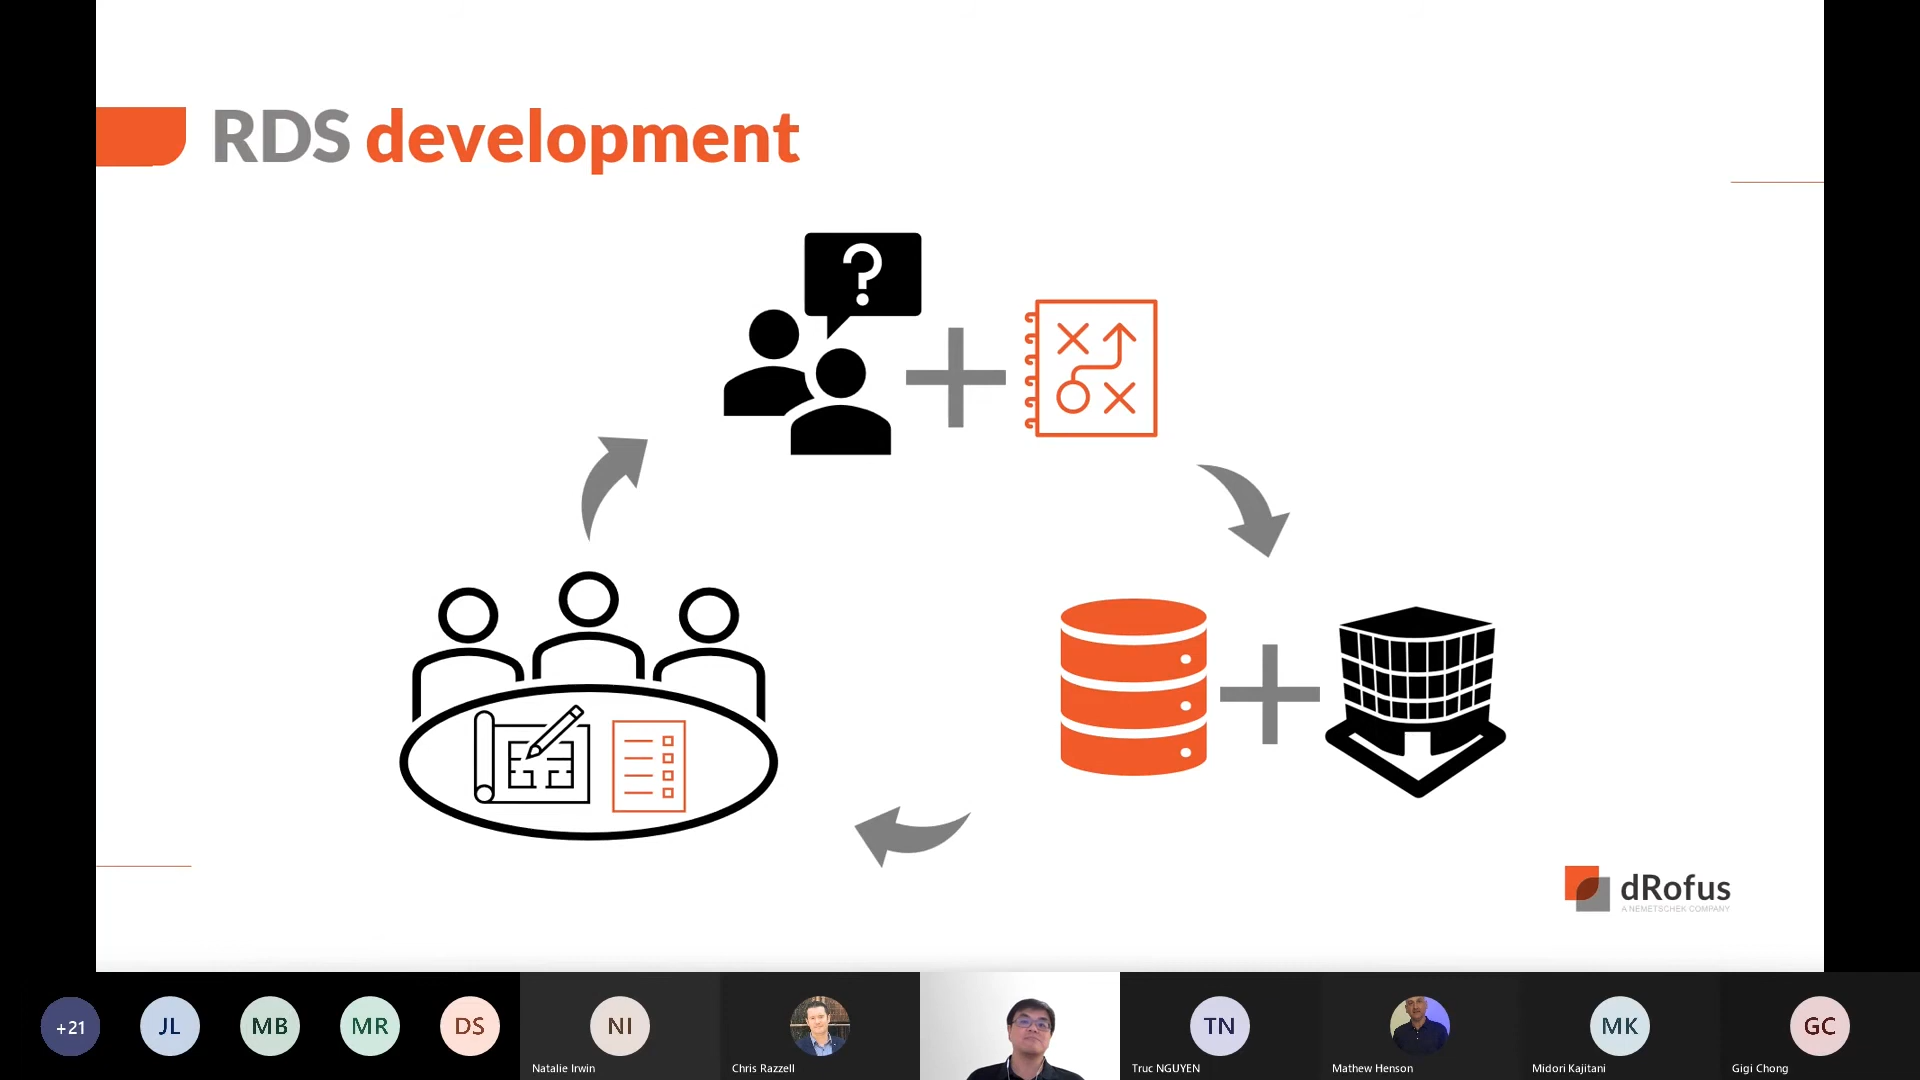 RDS development
?
dRofus
A NEMETSCHEK COMPANY
+21
JL
MB
MR
DS
NI
TN
MK
GC
Natalie Irwin
Chris Razzell
Truc NGUYEN
Mathew Henson
Midori Kajitani
Gigi Chong